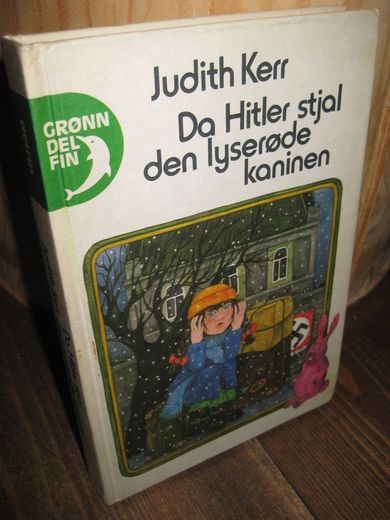 Judith Kerr
Da Hitler stjal
den lyserøde
kaninen
GRØNN
DEL
FIN